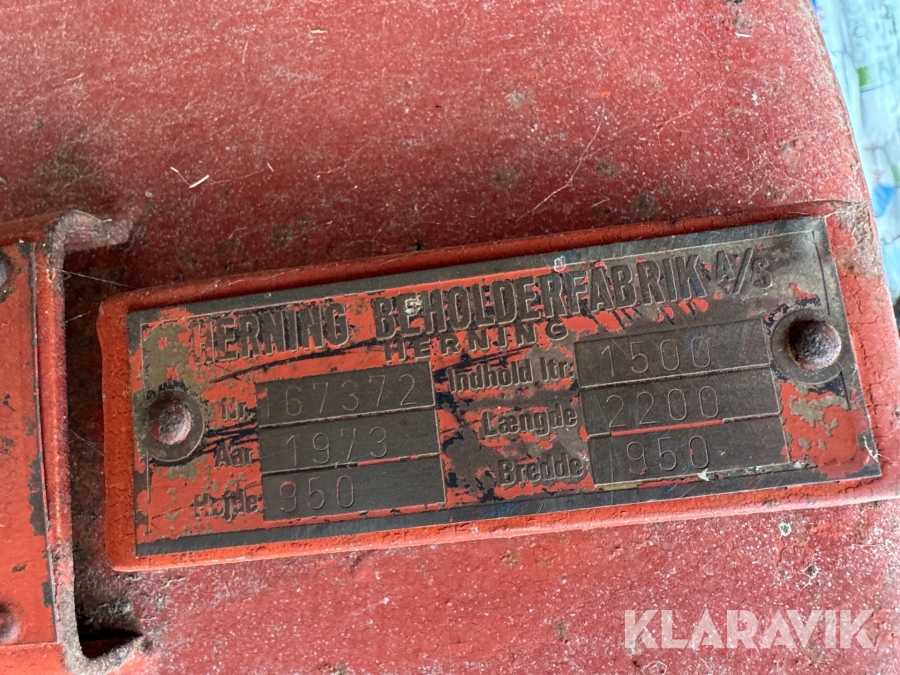 HERNING BEHOLDERFABRIK A/S
HERNING
Nr. 167372 Indhold ltr. 1500
Aar 1973 Længde 2200
Højde 950 Bredde 950
KLARAVIK